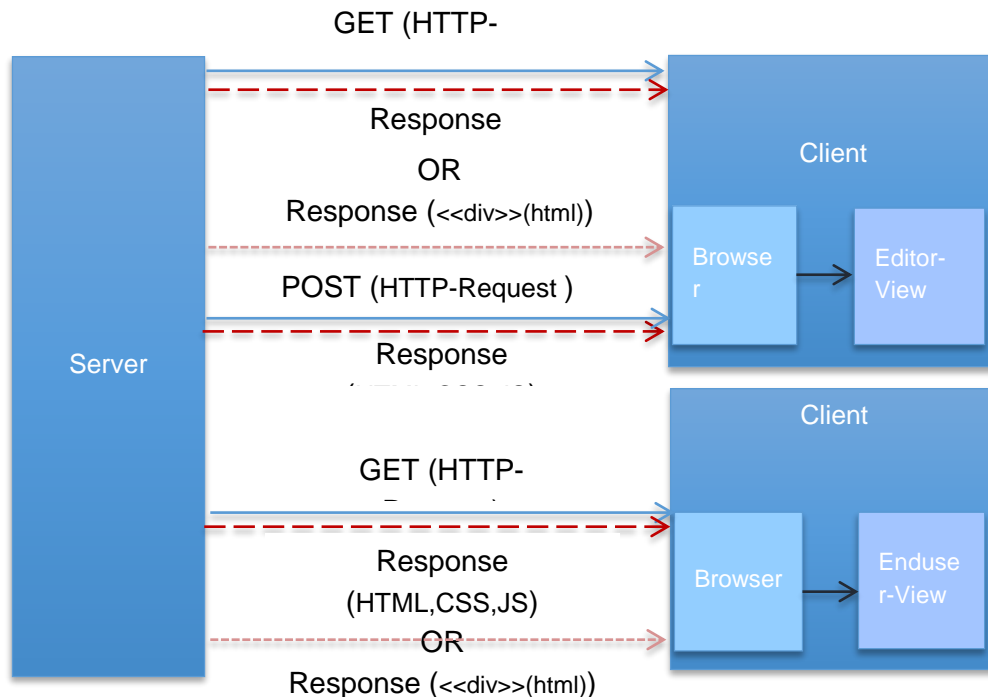 GET (HTTP-
Response
OR
Response (<<div>>(html))
POST (HTTP-Request )
Response
GET (HTTP-
Response
(HTML,CSS,JS)
OR
Response (<<div>>(html))
Server
Client
Browse
r
Editor-
View
Client
Browser
Enduse
r-View